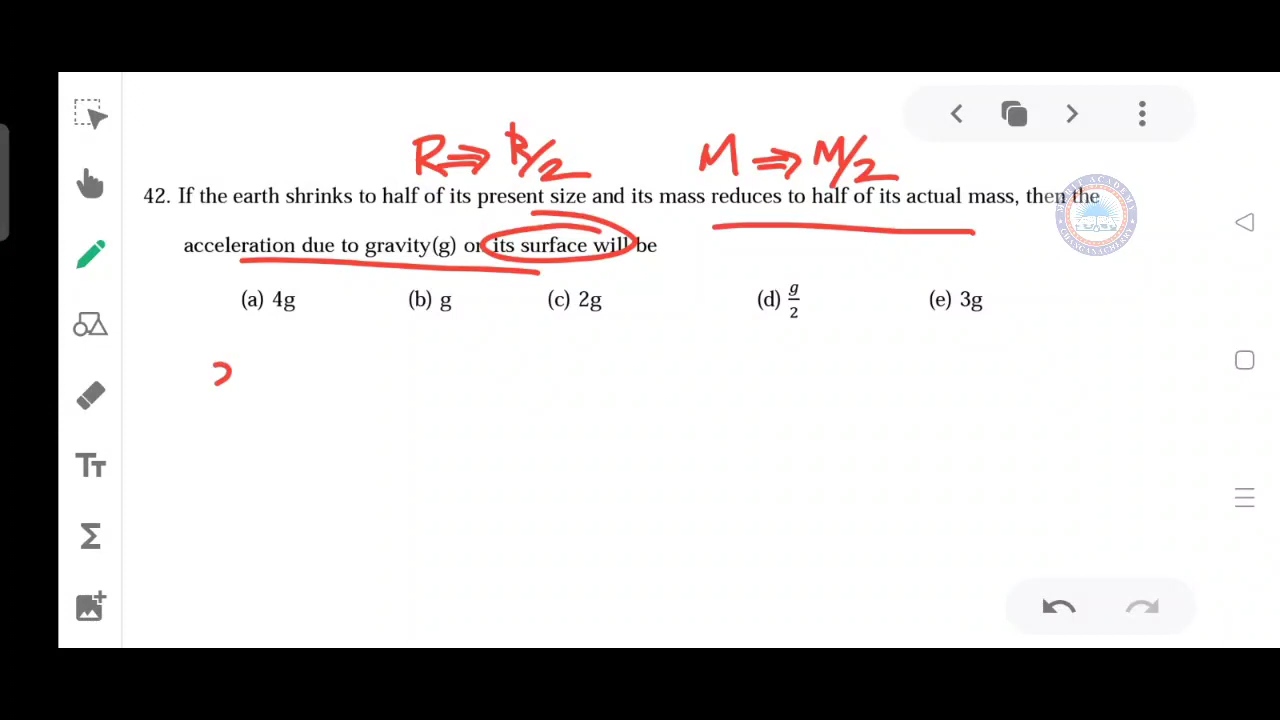 R ⇒ R/2 M ⇒ M/2
42. If the earth shrinks to half of its present size and its mass reduces to half of its actual mass, then the
acceleration due to gravity(g) on its surface will be
(a) 4g (b) g (c) 2g (d) g/2 (e) 3g
Tт
Σ